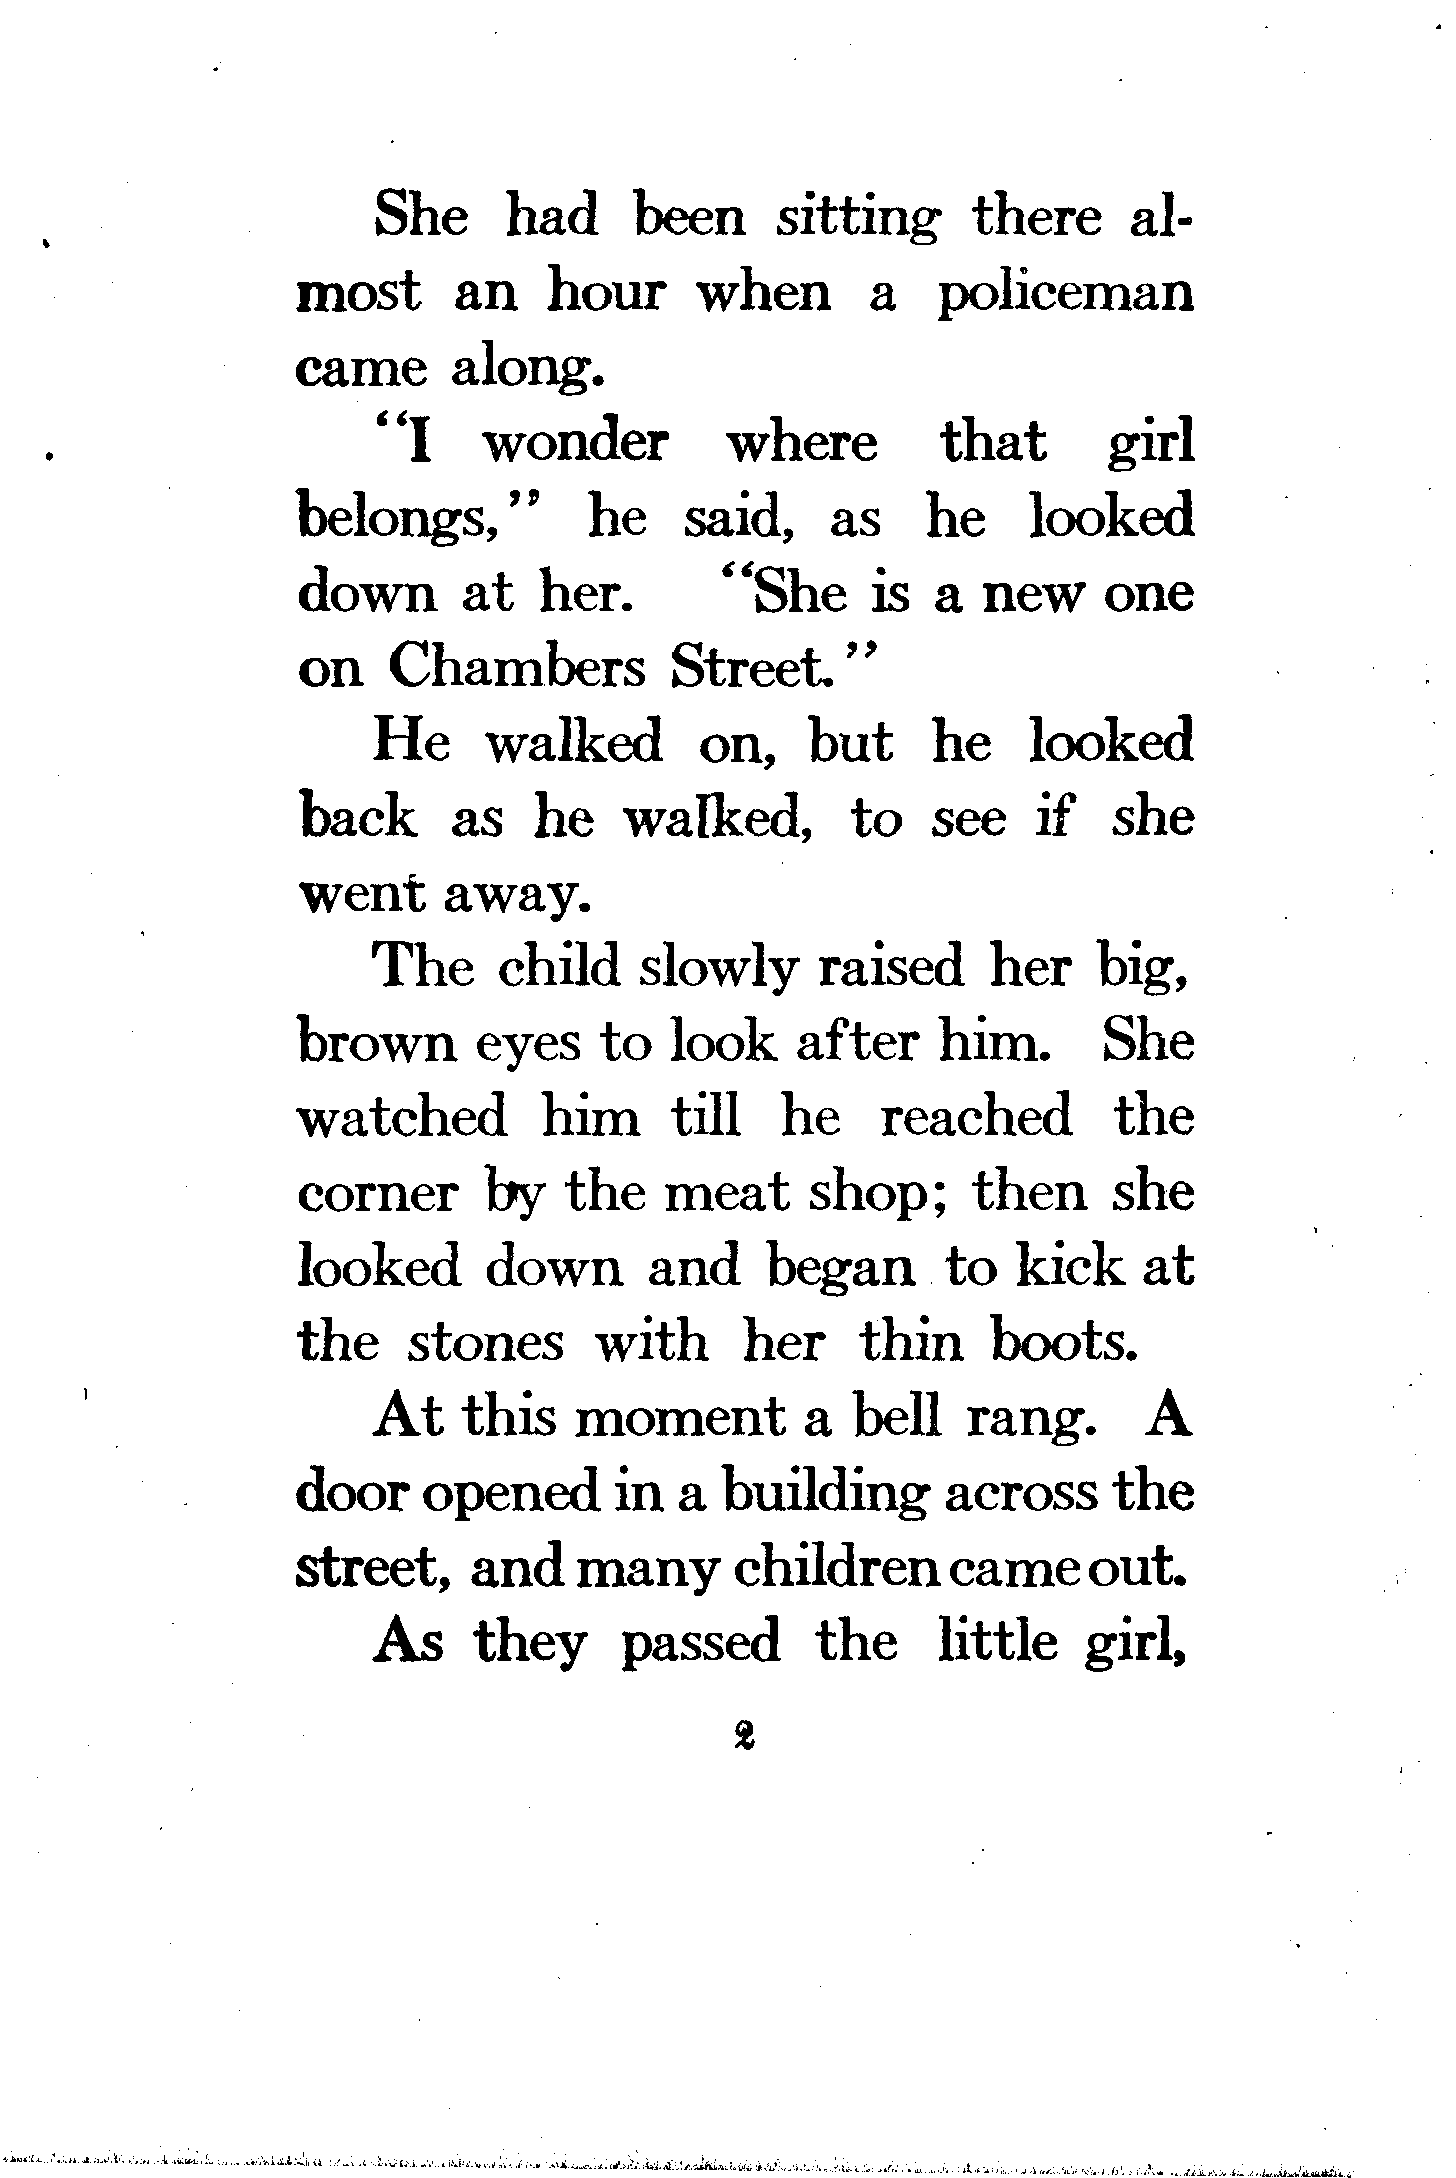 She had been sitting there al-
most an hour when a policeman
came along.
"I wonder where that girl
belongs," he said, as he looked
down at her. "She is a new one
on Chambers Street."
He walked on, but he looked
back as he walked, to see if she
went away.
The child slowly raised her big,
brown eyes to look after him. She
watched him till he reached the
corner by the meat shop; then she
looked down and began to kick at
the stones with her thin boots.
At this moment a bell rang. A
door opened in a building across the
street, and many children came out.
As they passed the little girl,
2